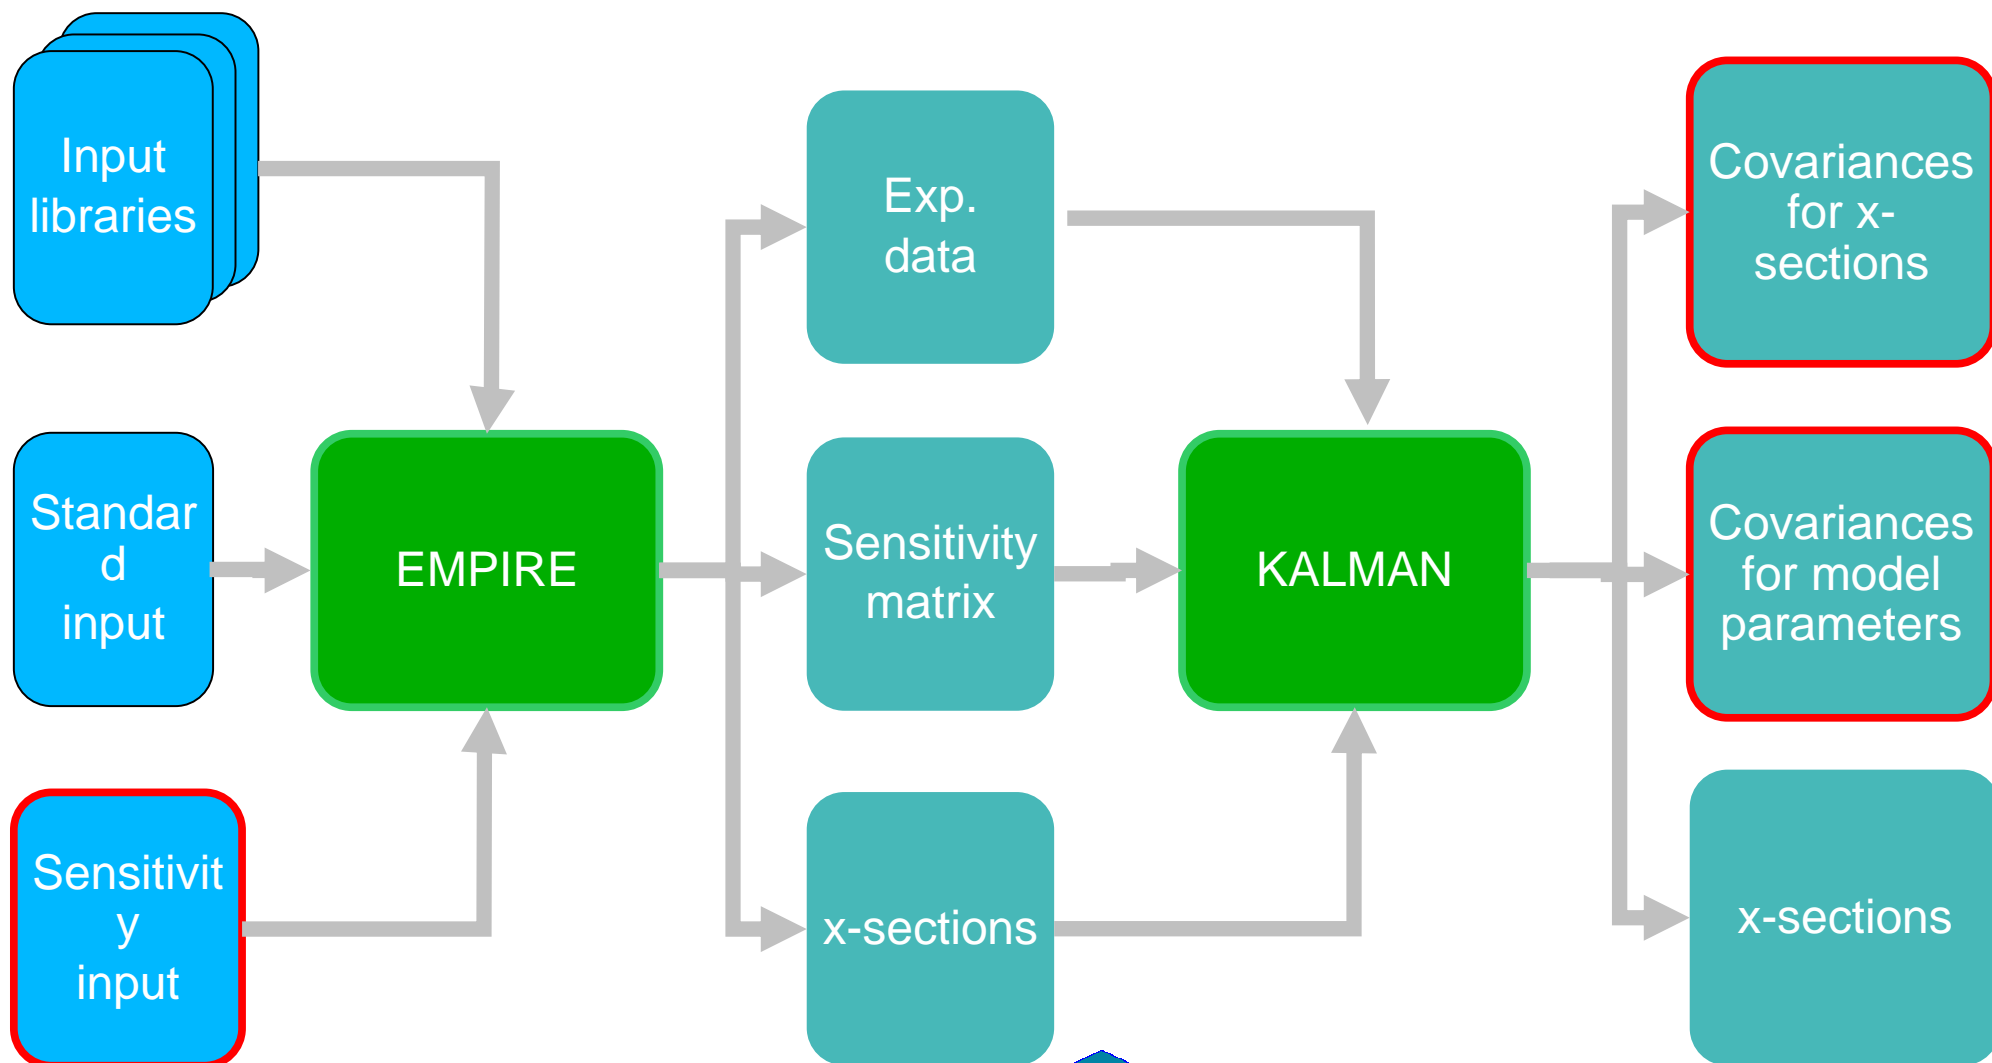 Input
libraries
Standar
d
input
Sensitivit
y
input
EMPIRE
Exp.
data
Sensitivity
matrix
x-sections
KALMAN
Covariances
for x-
sections
Covariances
for model
parameters
x-sections